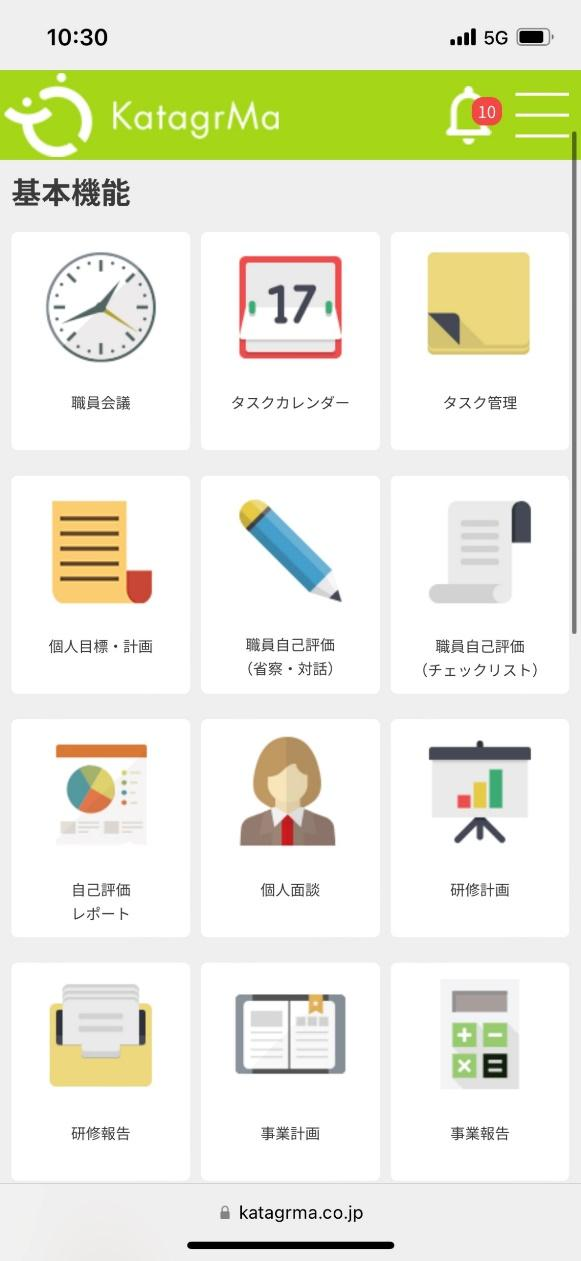 10:30
5G
KatagrMa
10
基本機能
17
職員会議
タスクカレンダー
タスク管理
個人目標・計画
職員自己評価
（省察・対話）
職員自己評価
（チェックリスト）
自己評価
レポート
個人面談
研修計画
研修報告
事業計画
事業報告
katagrma.co.jp